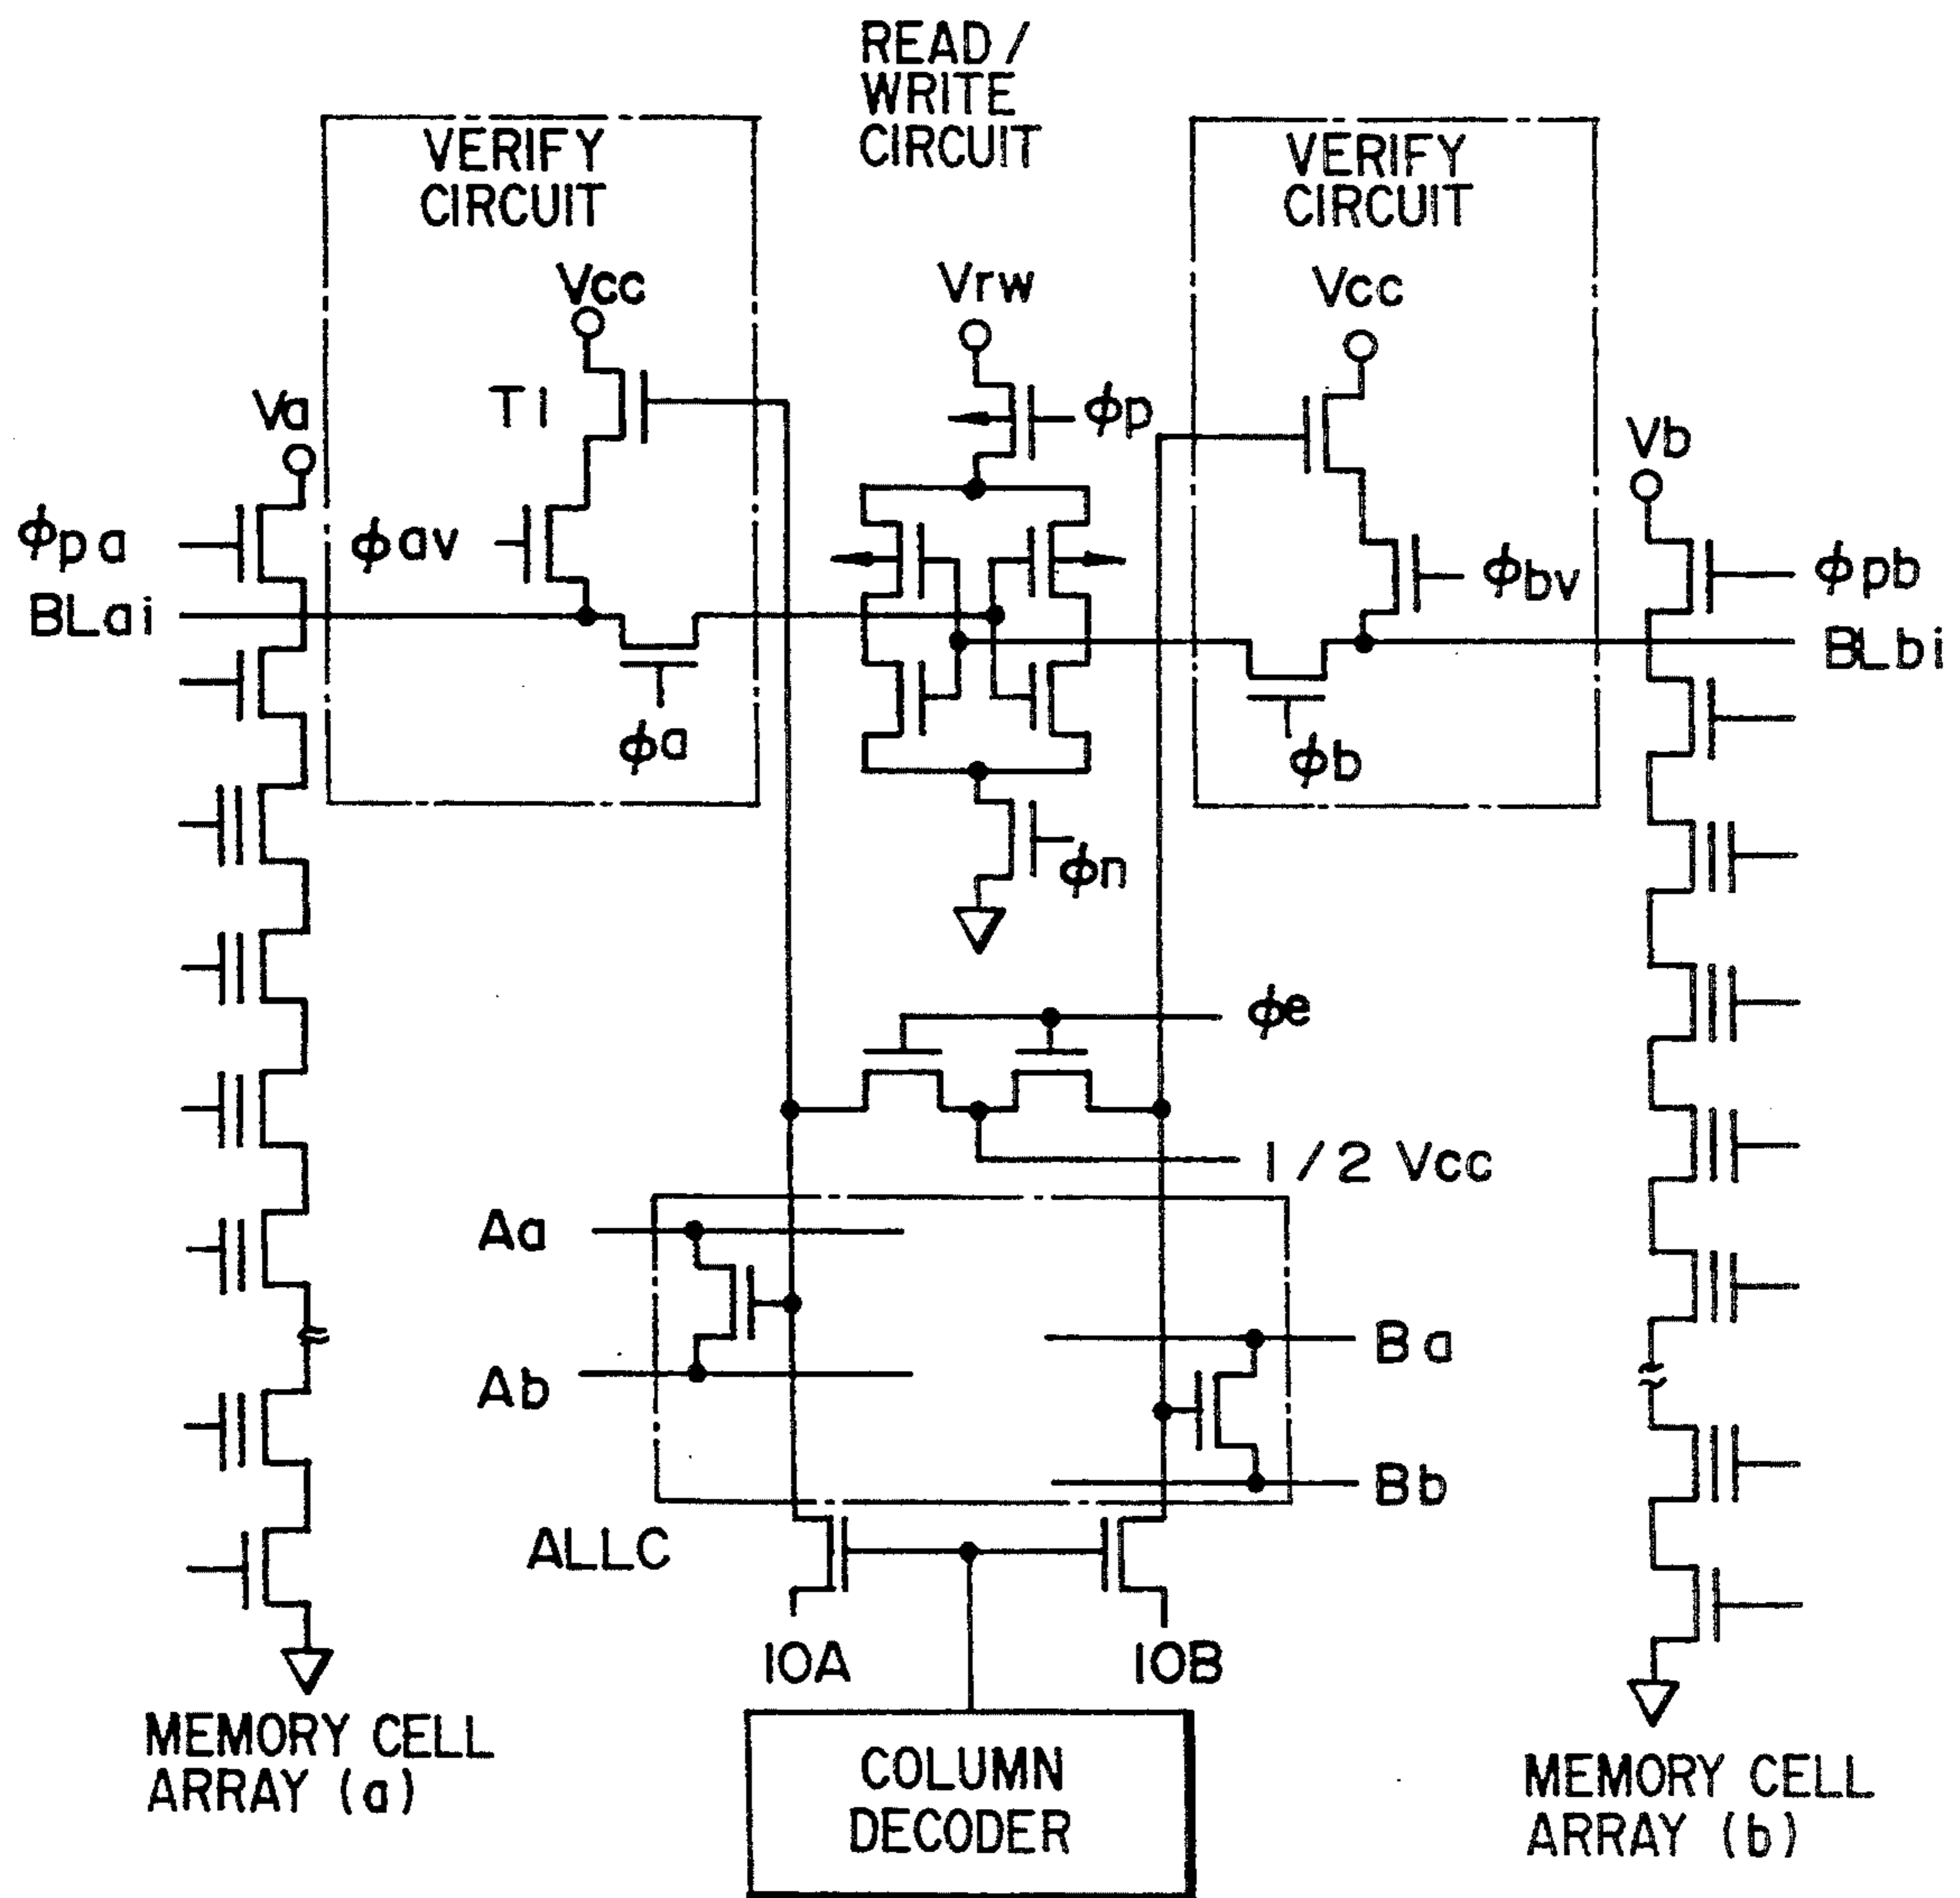 READ /
WRITE
CIRCUIT
VERIFY
CIRCUIT
VERIFY
CIRCUIT
Vcc
Vrw
Vcc
T1
ϕp
Va
Vb
ϕpa
ϕav
ϕbv
ϕpb
BLai
BLbi
ϕa
ϕb
ϕn
ϕe
1/2 Vcc
Aa
Ba
Ab
Bb
ALLC
IOA
IOB
MEMORY CELL
ARRAY (a)
COLUMN
DECODER
MEMORY CELL
ARRAY (b)